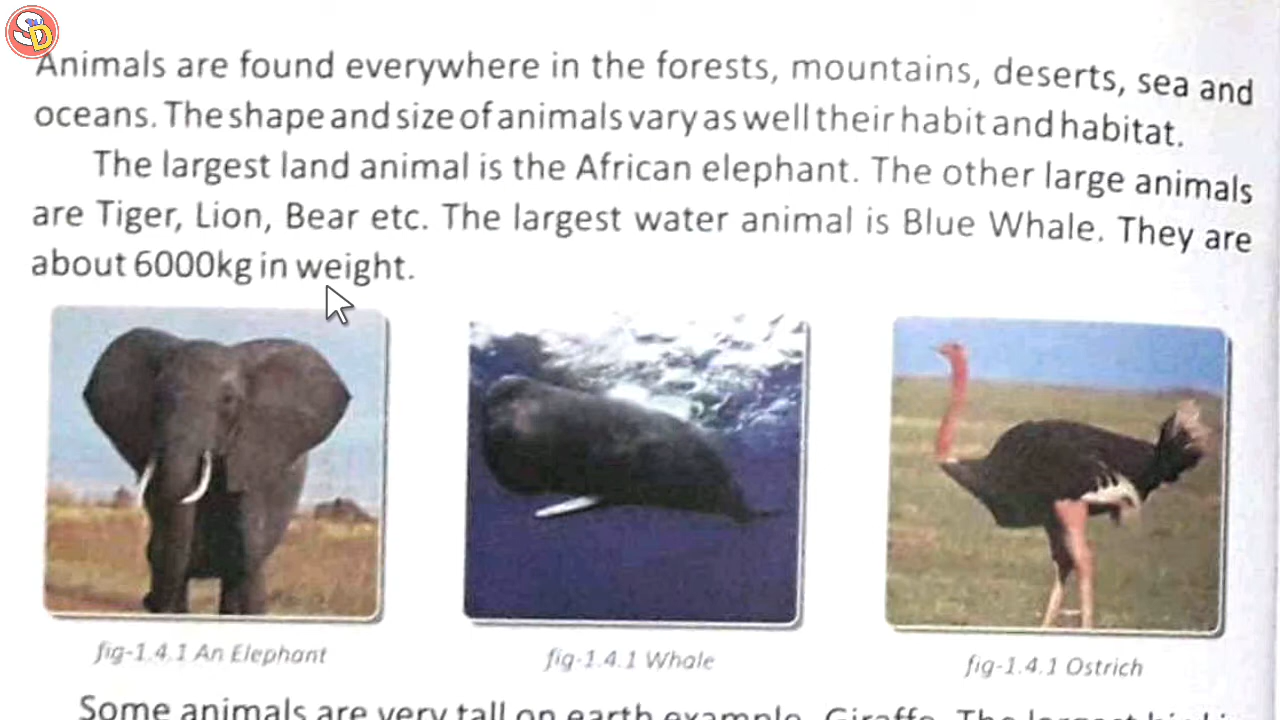 SD
Animals are found everywhere in the forests, mountains, deserts, sea and
oceans. The shape and size of animals vary as well their habit and habitat.
The largest land animal is the African elephant. The other large animals
are Tiger, Lion, Bear etc. The largest water animal is Blue Whale. They are
about 6000kg in weight.
fig-1.4.1 An Elephant
fig-1.4.1 Whale
fig-1.4.1 Ostrich
Some animals are very tall on earth example, Giraffe. The largest